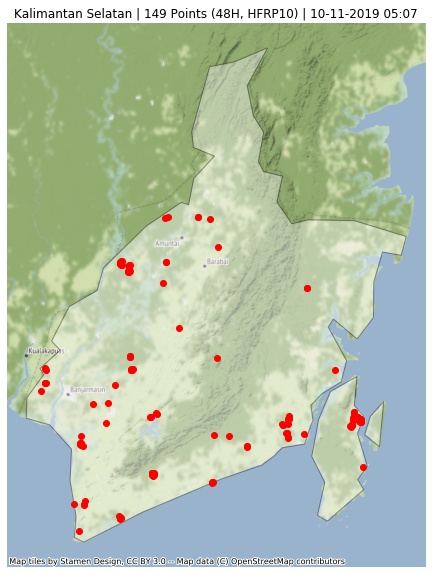 Kalimantan Selatan | 149 Points (48H, HFRP10) | 10-11-2019 05:07
Amuntai
Barabai
Kualakapuas
Banjarmasin
Map tiles by Stamen Design, CC BY 3.0 -- Map data (C) OpenStreetMap contributors